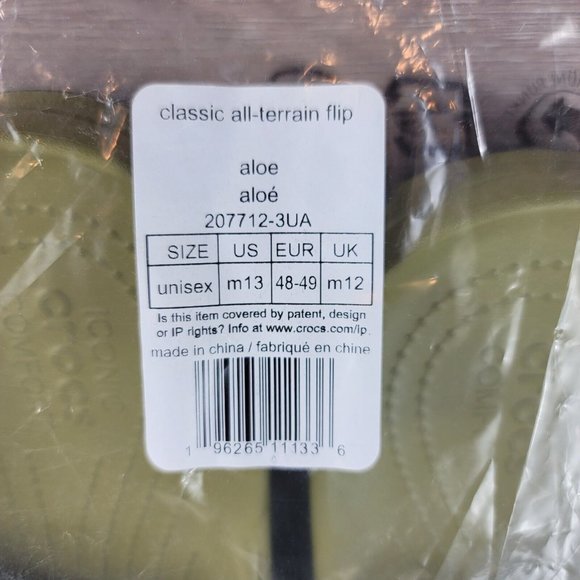 classic all-terrain flip
aloe
aloé
207712-3UA
SIZE US EUR UK
unisex m13 48-49 m12
Is this item covered by patent, design
or IP rights? Info at www.crocs.com/ip.
made in china / fabriqué en chine
1 96265 11133 6